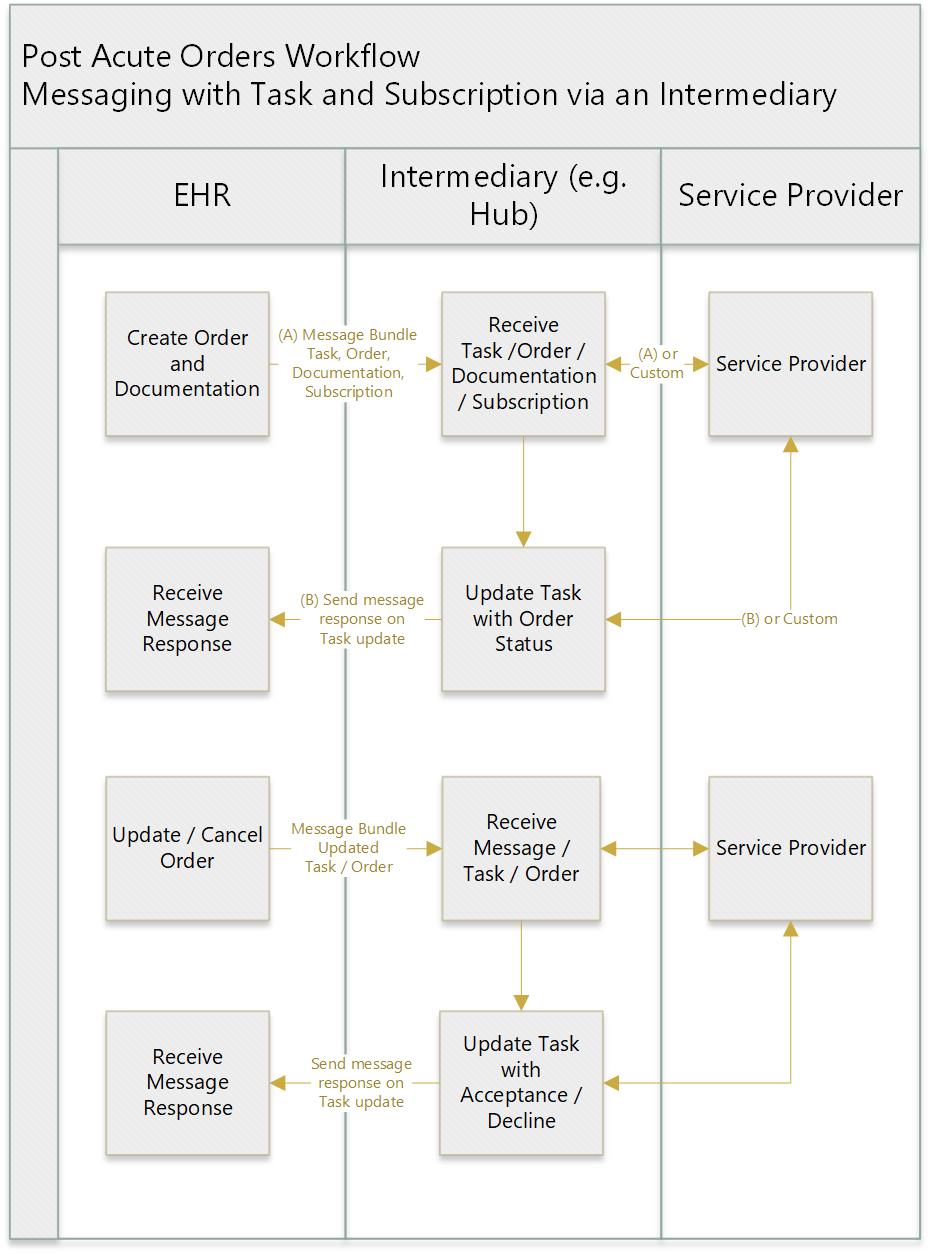 Post Acute Orders Workflow
Messaging with Task and Subscription via an Intermediary
EHR
Intermediary (e.g.
Hub)
Service Provider
Create Order
and
Documentation
(A) Message Bundle
Task, Order,
Documentation,
Subscription
Receive
Task /Order /
Documentation
/ Subscription
(A) or
Custom
Service Provider
Receive
Message
Response
(B) Send message
response on
Task update
Update Task
with Order
Status
(B) or Custom
Update / Cancel
Order
Message Bundle
Updated
Task / Order
Receive
Message /
Task / Order
Service Provider
Receive
Message
Response
Send message
response on
Task update
Update Task
with
Acceptance /
Decline